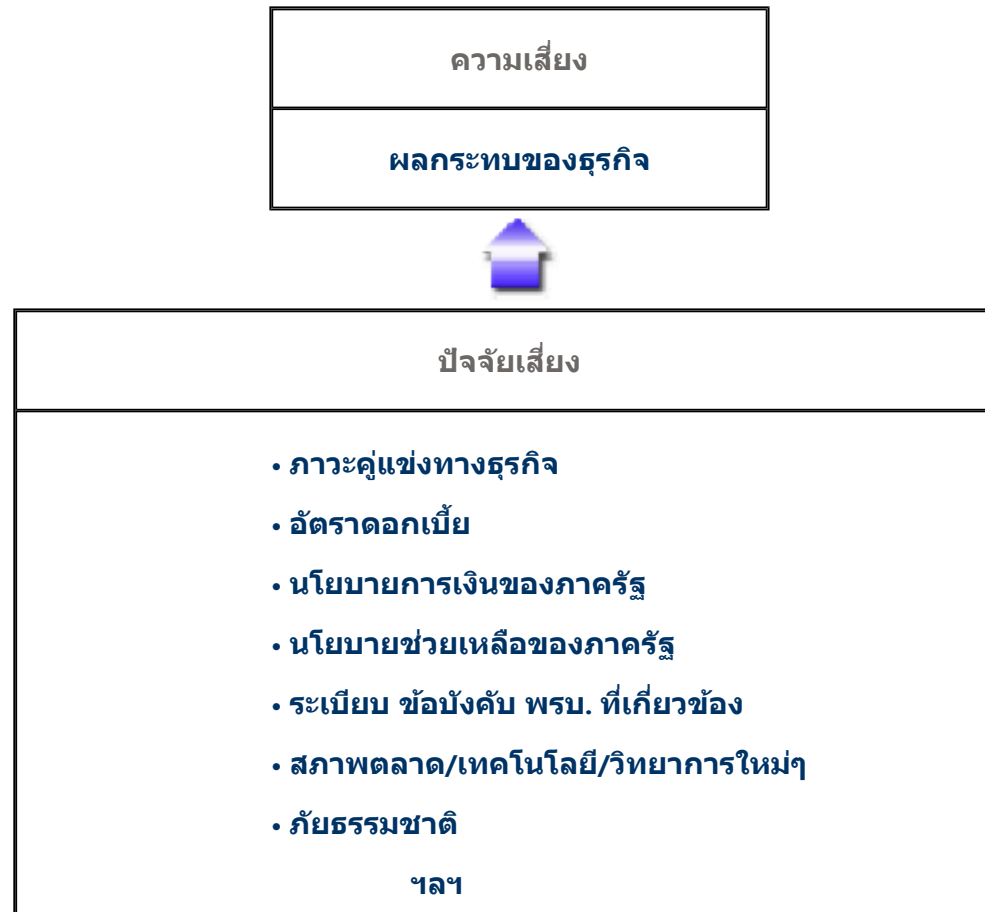 ความเสี่ยง
ผลกระทบของธุรกิจ
ปัจจัยเสี่ยง
• ภาวะคู่แข่งทางธุรกิจ
• อัตราดอกเบี้ย
• นโยบายการเงินของภาครัฐ
• นโยบายช่วยเหลือของภาครัฐ
• ระเบียบ ข้อบังคับ พรบ. ที่เกี่ยวข้อง
• สภาพตลาด/เทคโนโลยี/วิทยาการใหม่ๆ
• ภัยธรรมชาติ
ฯลฯ